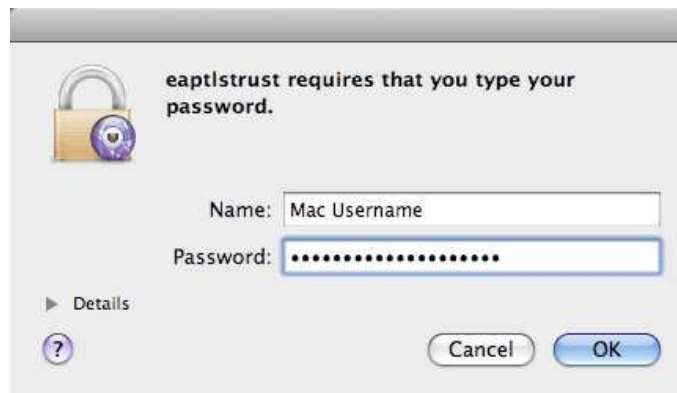 eaptlstrust requires that you type your
password.
Name: Mac Username
Password: ••••••••••••••••••••
Details
?
Cancel
OK